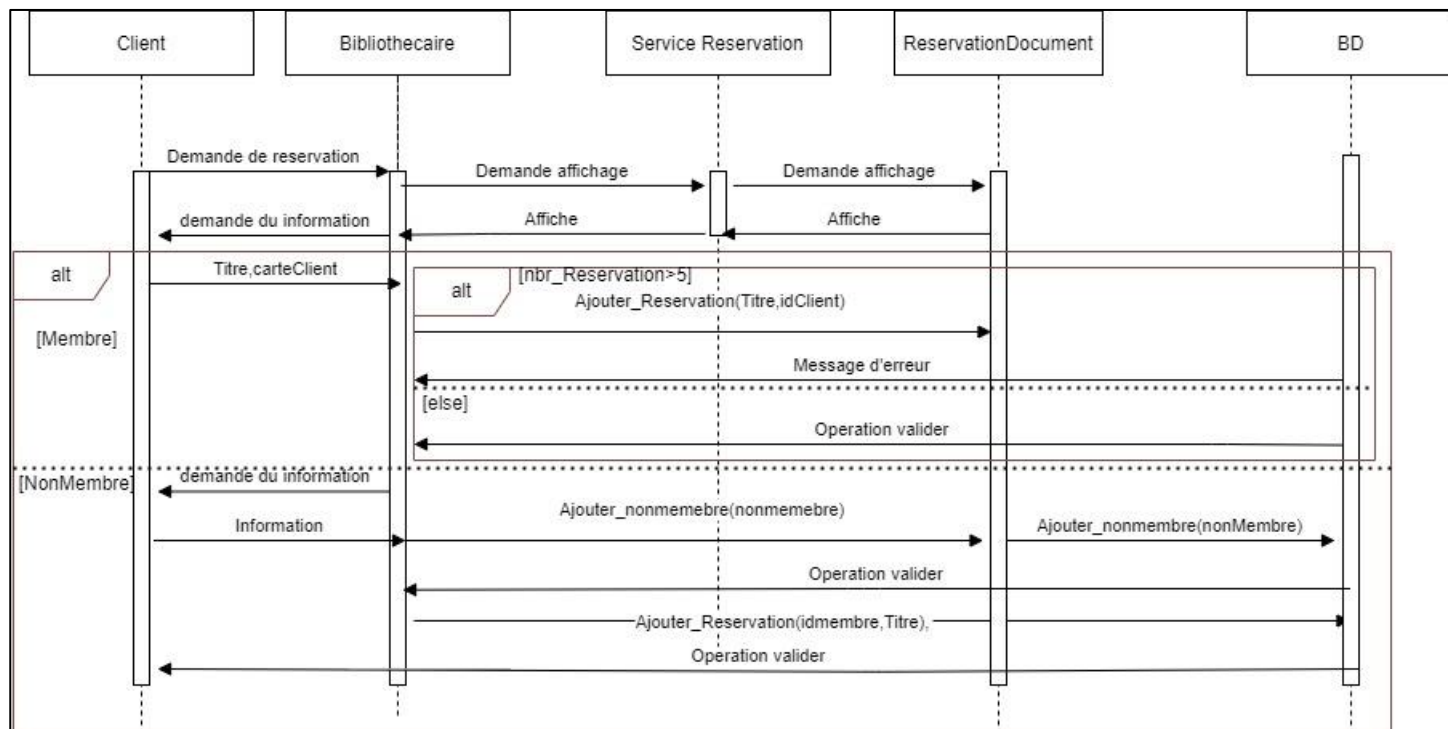 Client
Bibliothecaire
Service Reservation
ReservationDocument
BD
Demande de reservation
Demande affichage
Demande affichage
demande du information
Affiche
Affiche
alt
Titre,carteClient
alt
[nbr_Reservation>5]
Ajouter_Reservation(Titre,idClient)
[Membre]
Message d'erreur
[else]
Operation valider
[NonMembre]
demande du information
Information
Ajouter_nonmemebre(nonmemebre)
Ajouter_nonmembre(nonMembre)
Operation valider
Ajouter_Reservation(idmembre,Titre),
Operation valider